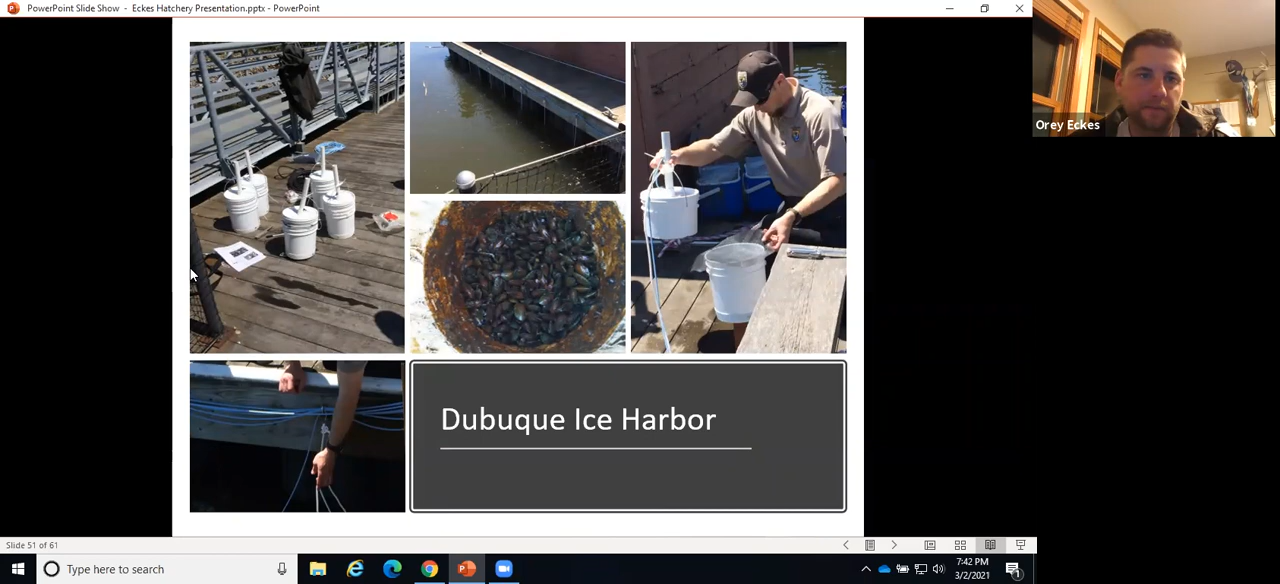 PowerPoint Slide Show - Eckes Hatchery Presentation.pptx - PowerPoint
Orey Eckes
Dubuque Ice Harbor
Slide 51 of 61
Type here to search
7:42 PM
3/2/2021
1